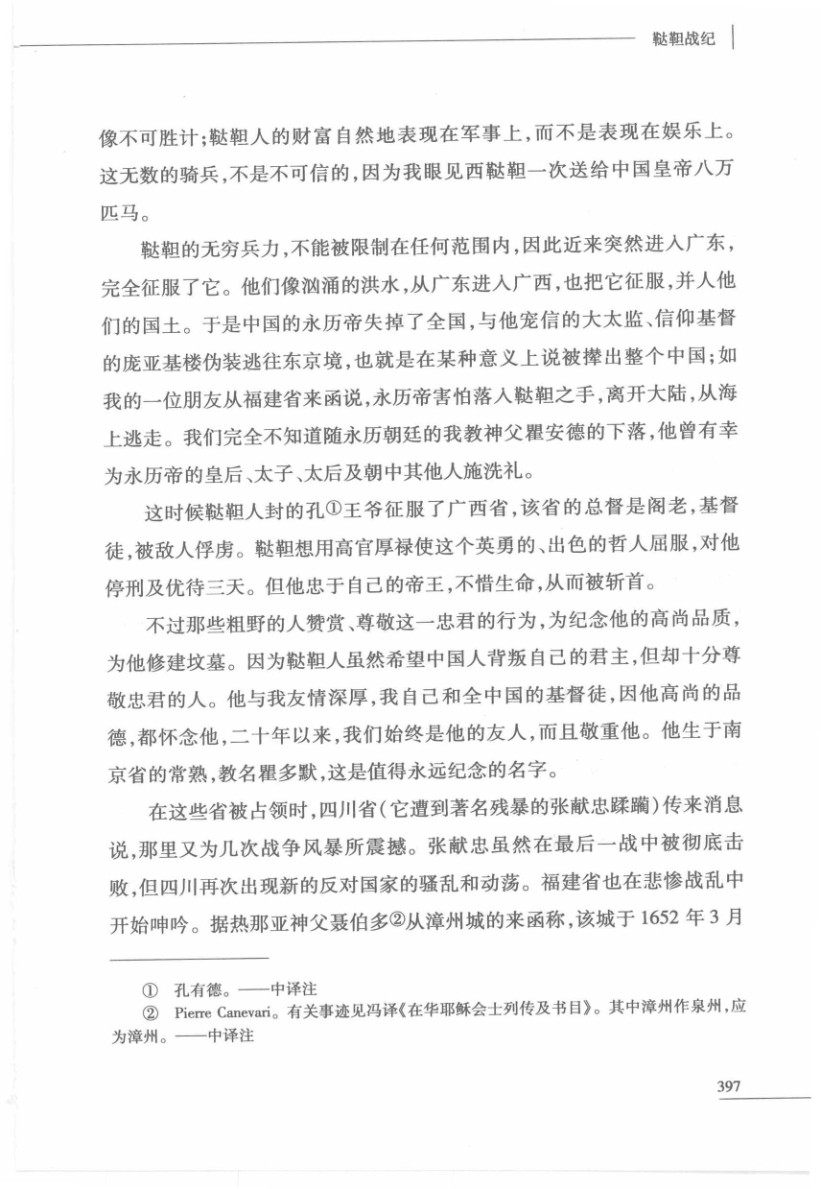 鞑靼战纪
像不可胜计;鞑靼人的财富自然地表现在军事上,而不是表现在娱乐上。
这无数的骑兵,不是不可信的,因为我眼见西鞑靼一次送给中国皇帝八万
匹马。
鞑靼的无穷兵力,不能被限制在任何范围内,因此近来突然进入广东,
完全征服了它。他们像汹涌的洪水,从广东进入广西,也把它征服,并入他
们的国土。于是中国的永历帝失掉了全国,与他宠信的大太监、信仰基督
的庞亚基楼伪装逃往东京境,也就是在某种意义上说被撵出整个中国;如
我的一位朋友从福建省来函说,永历帝害怕落入鞑靼之手,离开大陆,从海
上逃走。我们完全不知道随永历朝廷的我教神父瞿安德的下落,他曾有幸
为永历帝的皇后、太子、太后及朝中其他人施洗礼。
这时候鞑靼人封的孔①王爷征服了广西省,该省的总督是阁老,基督
徒,被敌人俘虏。鞑靼想用高官厚禄使这个英勇的、出色的哲人屈服,对他
停刑及优待三天。但他忠于自己的帝王,不惜生命,从而被斩首。
不过那些粗野的人赞赏、尊敬这一忠君的行为,为纪念他的高尚品质,
为他修建坟墓。因为鞑靼人虽然希望中国人背叛自己的君主,但却十分尊
敬忠君的人。他与我友情深厚,我自己和全中国的基督徒,因他高尚的品
德,都怀念他,二十年以来,我们始终是他的友人,而且敬重他。他生于南
京省的常熟,教名瞿多默,这是值得永远纪念的名字。
在这些省被占领时,四川省(它遭到著名残暴的张献忠蹂躏)传来消息
说,那里又为几次战争风暴所震撼。张献忠虽然在最后一战中被彻底击
败,但四川再次出现新的反对国家的骚乱和动荡。福建省也在悲惨战乱中
开始呻吟。据热那亚神父聂伯多②从漳州城的来函称,该城于 1652 年 3 月
① 孔有德。——中译注
② Pierre Canevari。有关事迹见冯译《在华耶稣会士列传及书目》。其中漳州作泉州,应
为漳州。——中译注
397